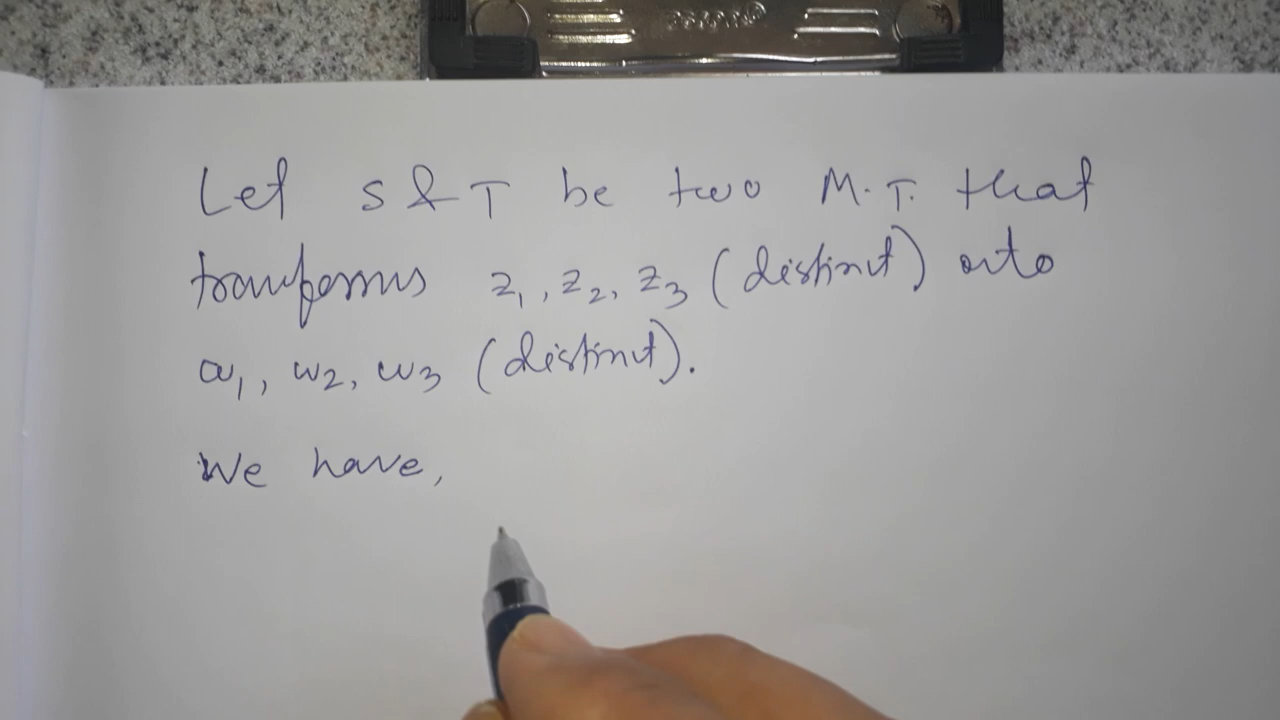 Let S & T be two M.T. that
transforms z1, z2, z3 (distinct) onto
w1, w2, w3 (distinct).
We have,